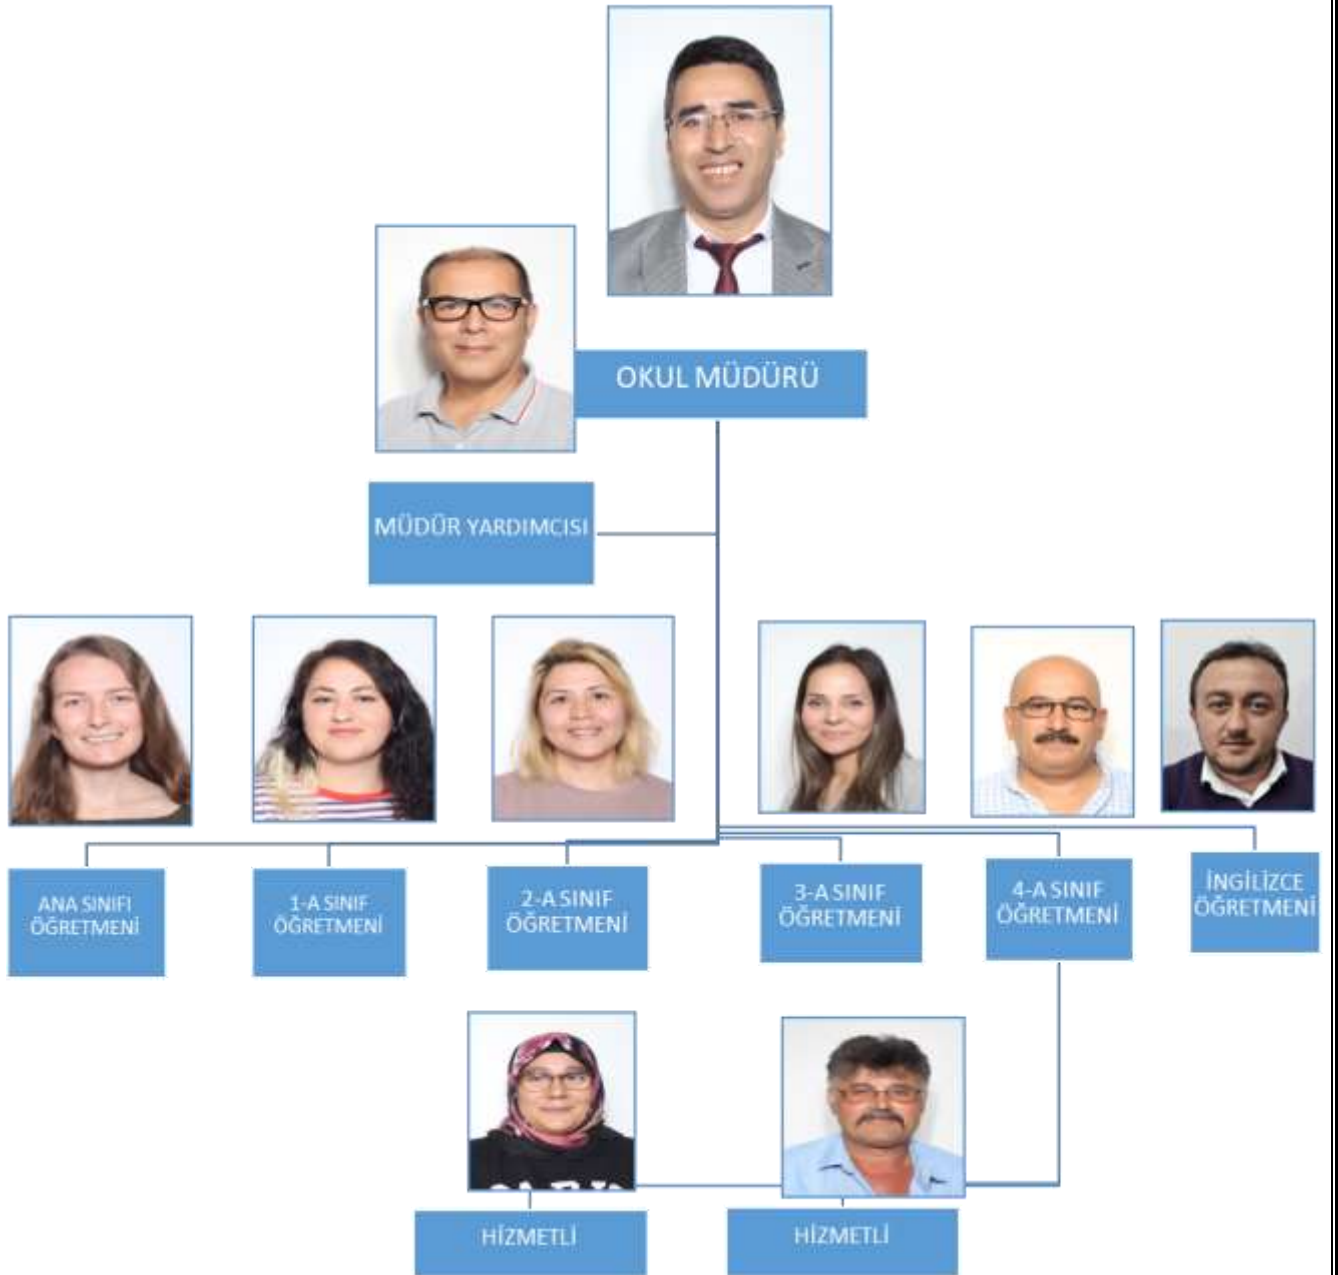 OKUL MÜDÜRÜ
MÜDÜR YARDIMCISI
ANA SINIFI
ÖĞRETMENİ
1-A SINIF
ÖĞRETMENİ
2-A SINIF
ÖĞRETMENİ
3-A SINIF
ÖĞRETMENİ
4-A SINIF
ÖĞRETMENİ
İNGİLİZCE
ÖĞRETMENİ
HİZMETLİ
HİZMETLİ